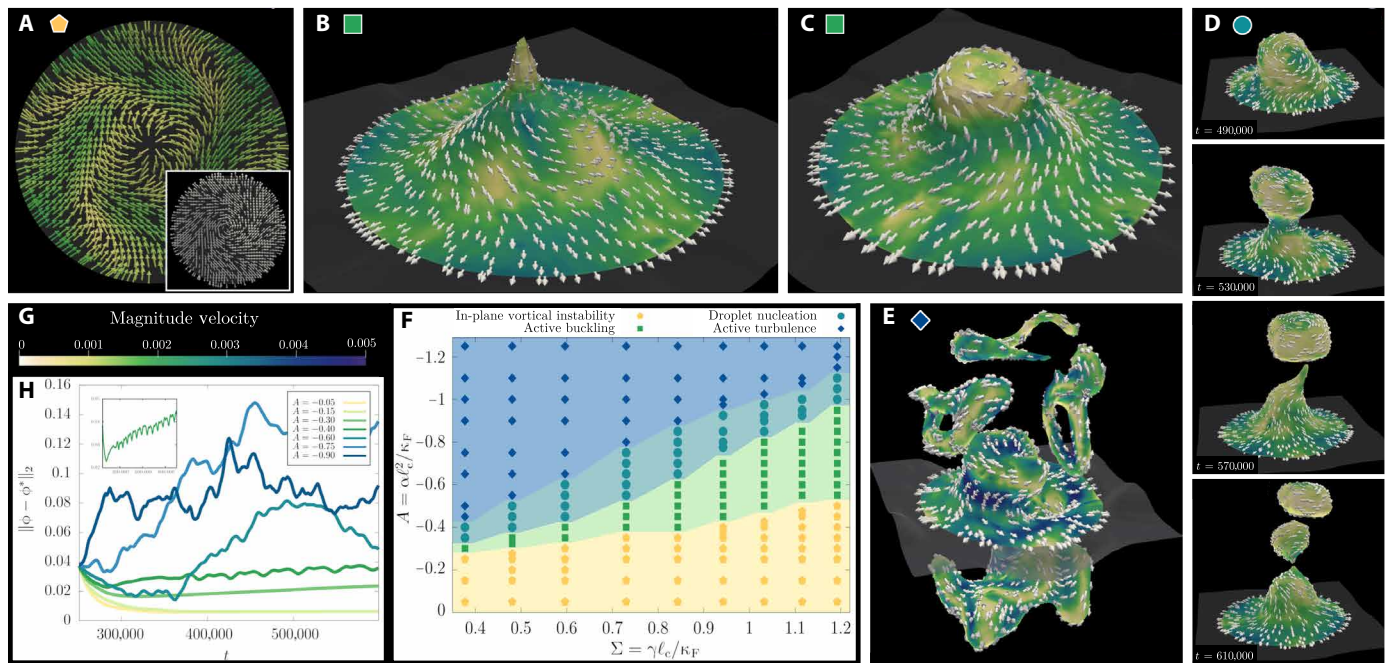 A
B
C
D
t = 490,000
t = 530,000
t = 570,000
t = 610,000
G
Magnitude velocity
0 0.001 0.002 0.003 0.004 0.005
H
0.16
0.14
0.12
0.1
0.08
0.06
0.04
0.02
0
||ϕ − ϕ*||₂
300,000 400,000 500,000
t
A = −0.05
A = −0.15
A = −0.30
A = −0.40
A = −0.60
A = −0.75
A = −0.90
F
In-plane vortical instability
Active buckling
Droplet nucleation
Active turbulence
A = αℓ_c²/κ_F
−1.2
−1
−0.8
−0.6
−0.4
−0.2
0
0.4 0.5 0.6 0.7 0.8 0.9 1 1.1 1.2
Σ = γℓ_c/κ_F
E